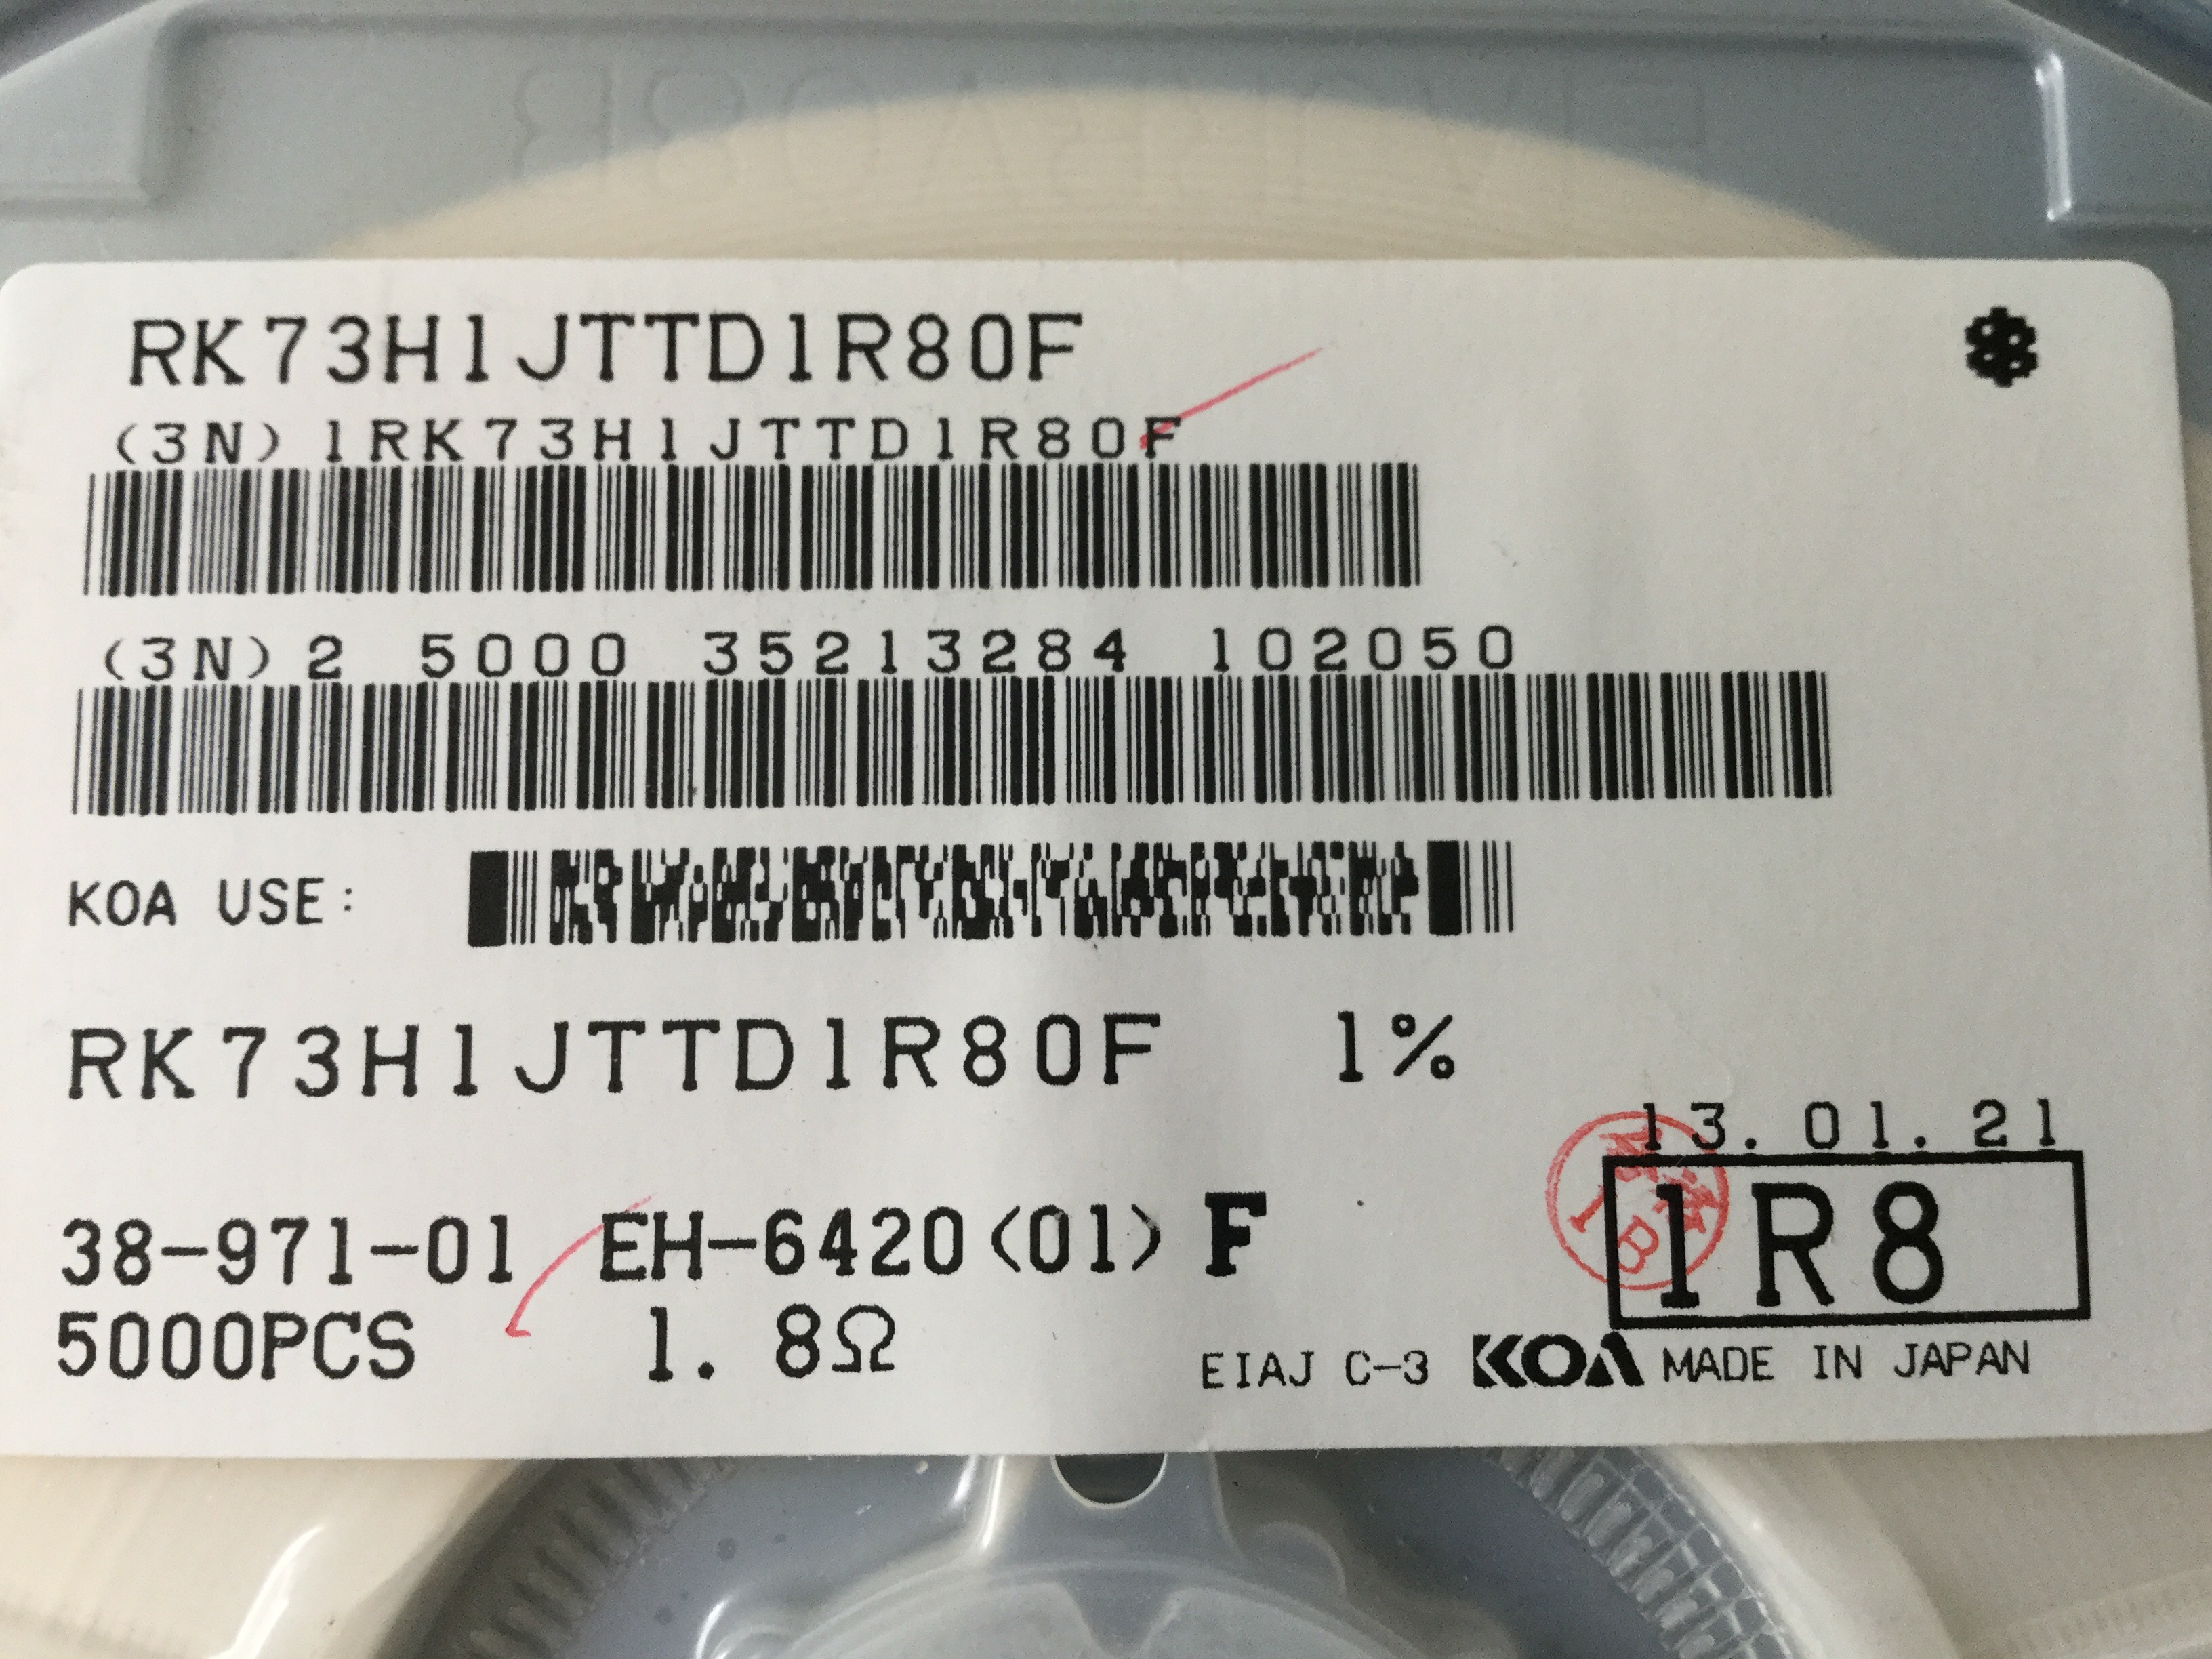 RK73H1JTTD1R80F
(3N)1RK73H1JTTD1R80F
(3N)2 5000 35213284 102050
KOA USE:
RK73H1JTTD1R80F 1%
13.01.21
38-971-01 EH-6420<01> F
1R8
1B
5000PCS 1.8Ω
EIAJ C-3 KOA MADE IN JAPAN